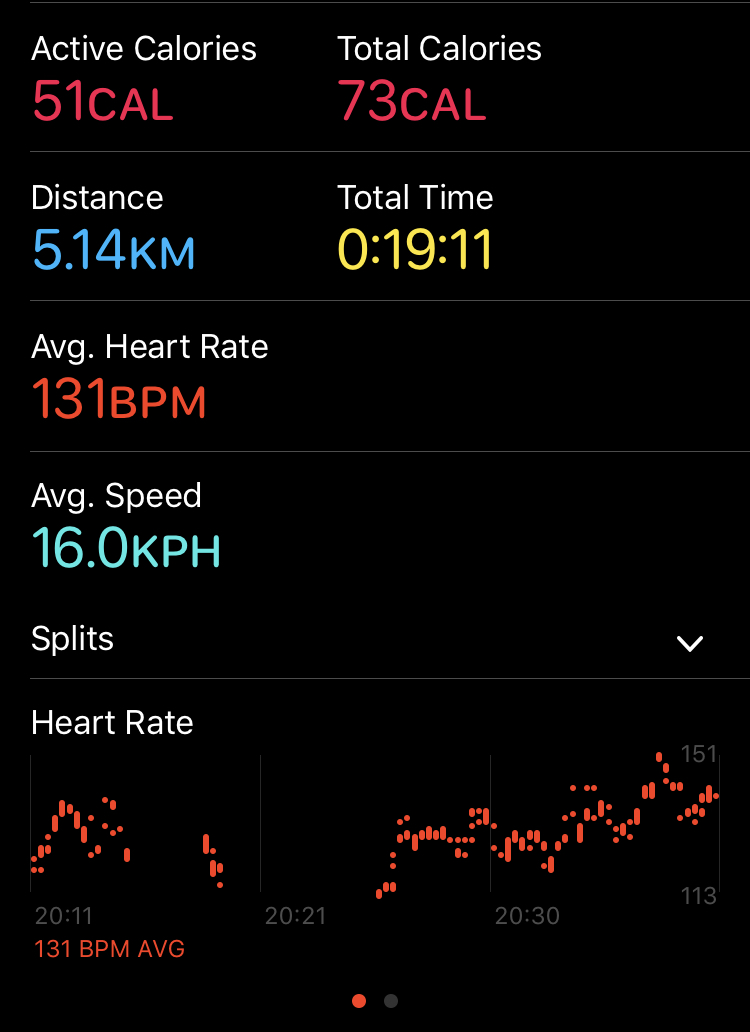 Active Calories Total Calories
51CAL 73CAL
Distance Total Time
5.14KM 0:19:11
Avg. Heart Rate
131BPM
Avg. Speed
16.0KPH
Splits
Heart Rate
151
113
20:11 20:21 20:30
131 BPM AVG